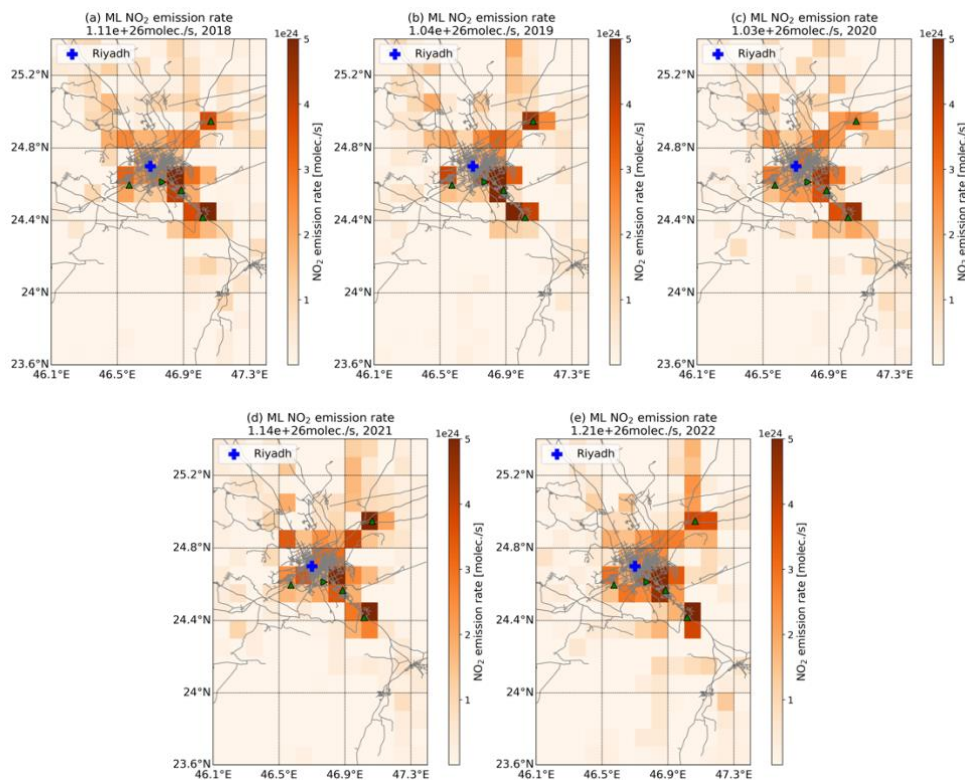 (a) ML NO₂ emission rate
1.11e+26molec./s, 2018
1e24
Riyadh
25.2°N
24.8°N
24.4°N
24°N
23.6°N
46.1°E 46.5°E 46.9°E 47.3°E
5
4
3
2
1
NO₂ emission rate [molec./s]
(b) ML NO₂ emission rate
1.04e+26molec./s, 2019
1e24
Riyadh
25.2°N
24.8°N
24.4°N
24°N
23.6°N
46.1°E 46.5°E 46.9°E 47.3°E
5
4
3
2
1
NO₂ emission rate [molec./s]
(c) ML NO₂ emission rate
1.03e+26molec./s, 2020
1e24
Riyadh
25.2°N
24.8°N
24.4°N
24°N
23.6°N
46.1°E 46.5°E 46.9°E 47.3°E
5
4
3
2
1
NO₂ emission rate [molec./s]
(d) ML NO₂ emission rate
1.14e+26molec./s, 2021
1e24
Riyadh
25.2°N
24.8°N
24.4°N
24°N
23.6°N
46.1°E 46.5°E 46.9°E 47.3°E
5
4
3
2
1
NO₂ emission rate [molec./s]
(e) ML NO₂ emission rate
1.21e+26molec./s, 2022
1e24
Riyadh
25.2°N
24.8°N
24.4°N
24°N
23.6°N
46.1°E 46.5°E 46.9°E 47.3°E
5
4
3
2
1
NO₂ emission rate [molec./s]